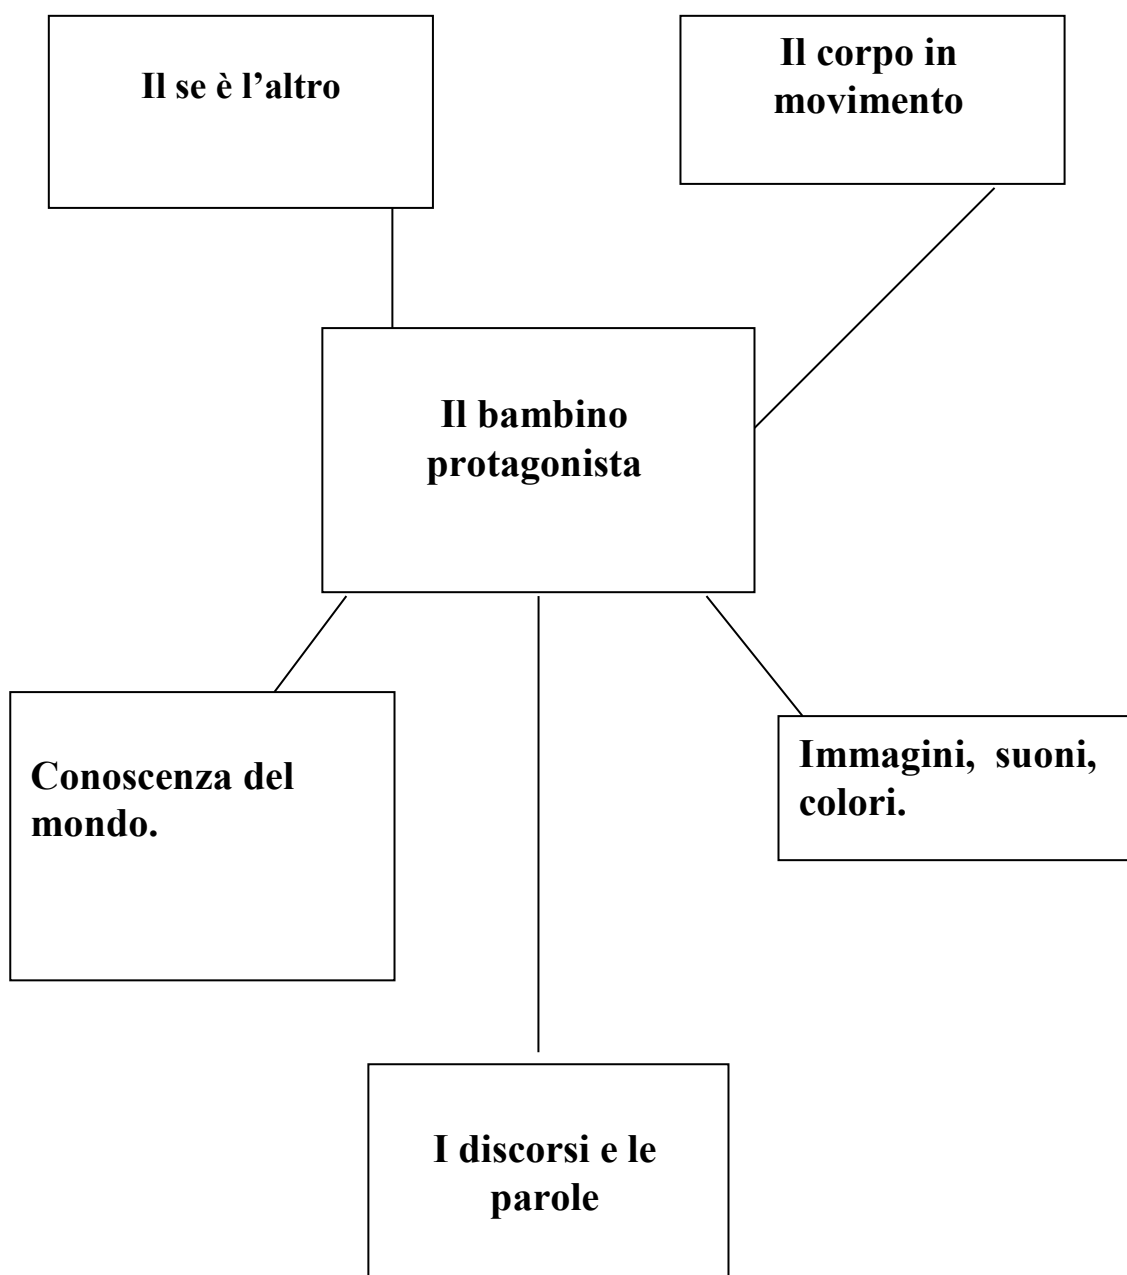 Il se è l’altro
Il corpo in
movimento
Il bambino
protagonista
Conoscenza del
mondo.
Immagini, suoni,
colori.
I discorsi e le
parole